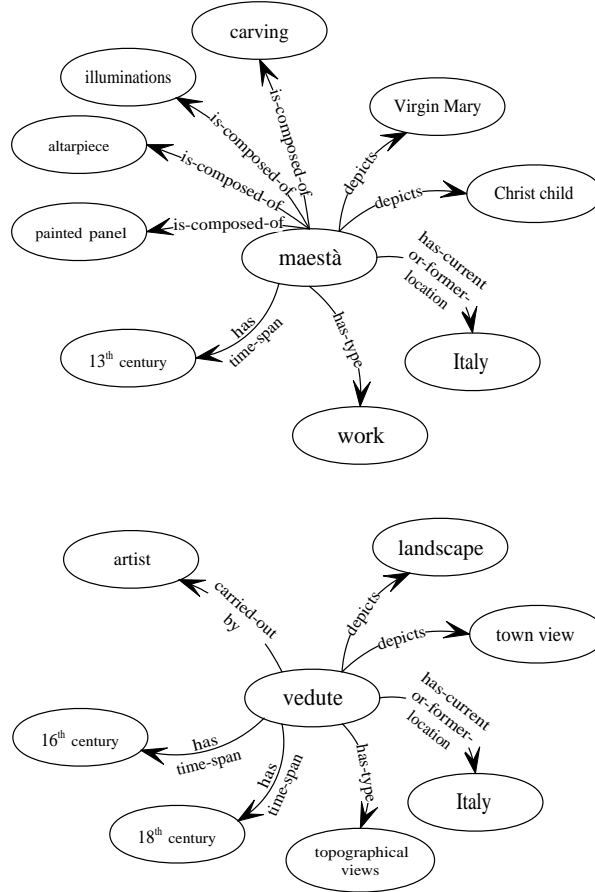 carving
illuminations
Virgin Mary
altarpiece
Christ child
painted panel
is-composed-of
is-composed-of
is-composed-of
is-composed-of
depicts
depicts
maestà
has-current
or-former-
location
has
time-span
has-type
13th century
Italy
work
artist
landscape
carried-out
by
depicts
depicts
town view
vedute
has-current
or-former-
location
16th century
has
time-span
has
time-span
has-type
Italy
18th century
topographical
views